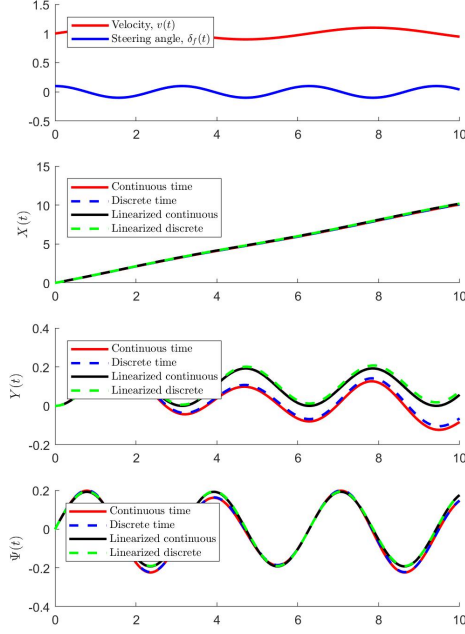 1.5
Velocity, v(t)
1
Steering angle, δ_f(t)
0.5
0
-0.5
0 2 4 6 8 10
15
Continuous time
10
Discrete time
X(t)
Linearized continuous
5
Linearized discrete
0
0 2 4 6 8 10
0.4
Continuous time
0.2
Discrete time
Y(t)
Linearized continuous
0
Linearized discrete
-0.2
0 2 4 6 8 10
0.2
Continuous time
0
Discrete time
Ψ(t)
Linearized continuous
-0.2
Linearized discrete
-0.4
0 2 4 6 8 10